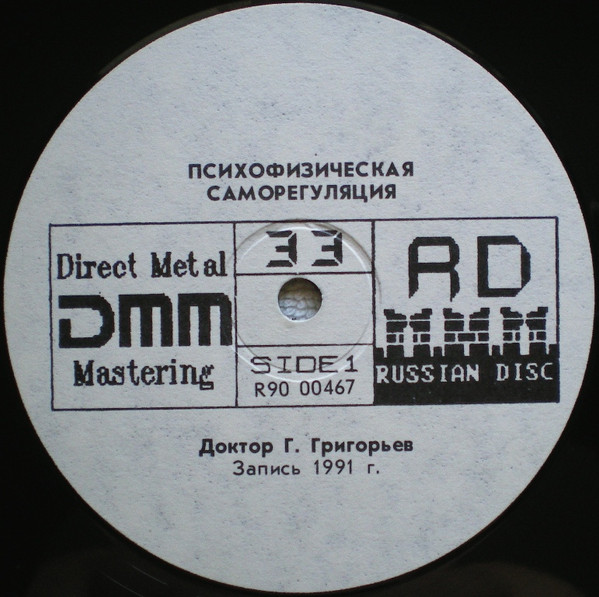 ПСИХОФИЗИЧЕСКАЯ
САМОРЕГУЛЯЦИЯ
Direct Metal
DMM
Mastering
33
SIDE 1
R90 00467
RD
RUSSIAN DISC
Доктор Г. Григорьев
Запись 1991 г.